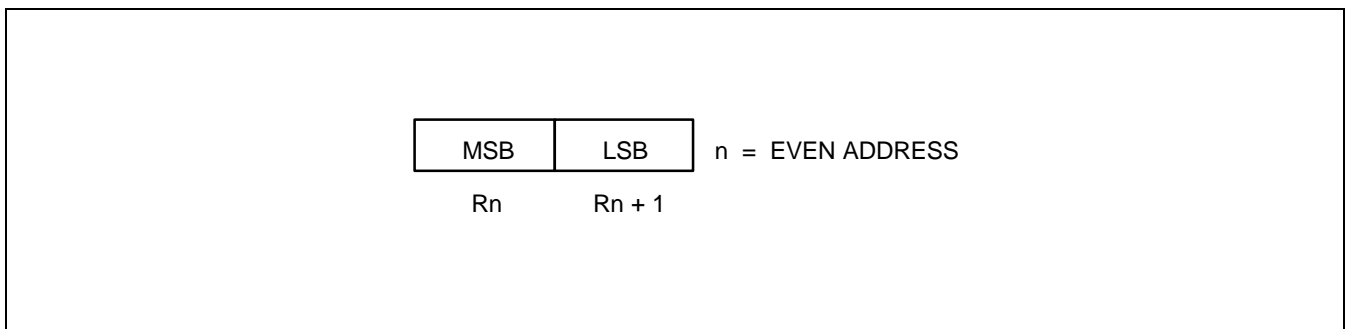 MSB LSB n = EVEN ADDRESS
Rn Rn + 1